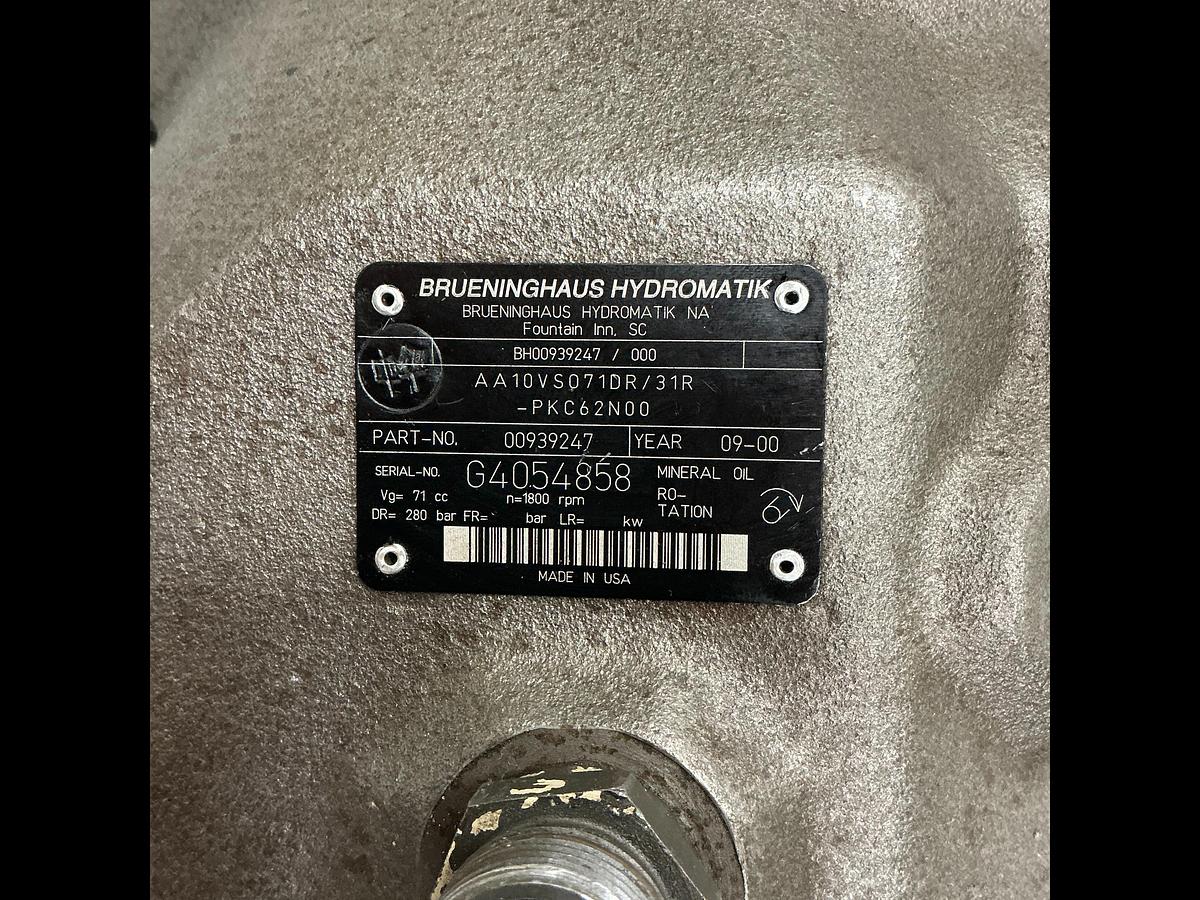 BRUENINGHAUS HYDROMATIK
BRUENINGHAUS HYDROMATIK NA
Fountain Inn, SC
BH00939247 / 000
AA10VSO71DR/31R
-PKC62N00
PART-NO. 00939247 YEAR 09-00
SERIAL-NO. G4054858 MINERAL OIL
Vg= 71 cc n=1800 rpm RO-
TATION
DR= 280 bar FR= bar LR= kw
MADE IN USA